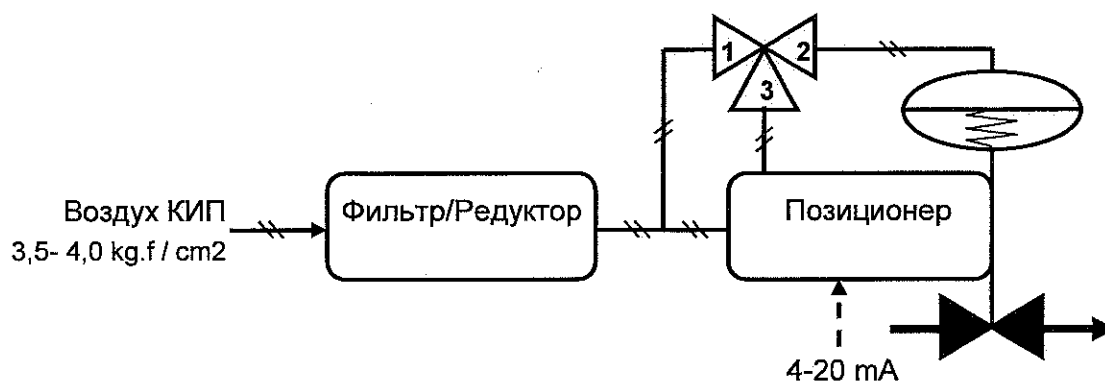 1
2
3
Воздух КИП
3,5- 4,0 kg.f / cm2
Фильтр/Редуктор
Позиционер
4-20 mA